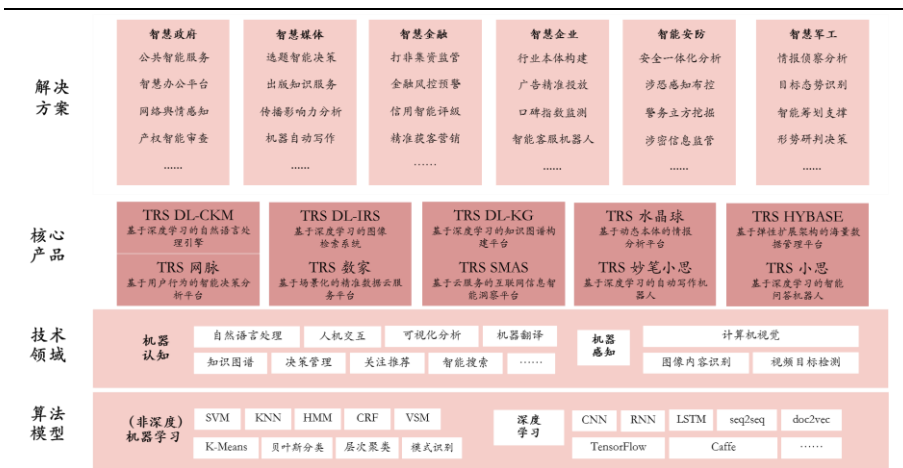 智慧政府
公共智能服务
智慧办公平台
网络舆情感知
产权智能审查
......
智慧媒体
选题智能决策
出版知识服务
传播影响力分析
机器自动写作
......
智慧金融
打非集资监管
金融风控预警
信用智能评级
精准获客营销
......
智慧企业
行业本体构建
广告精准投放
口碑指数监测
智能客服机器人
......
智能安防
安全一体化分析
涉恐感知布控
警务立方挖掘
涉密信息监管
......
智慧军工
情报侦察分析
目标态势识别
智能筹划支撑
形势研判决策
......
解决
方案
核心
产品
TRS DL-CKM
基于深度学习的自然语言处
理引擎
TRS DL-IRS
基于深度学习的图像
检索系统
TRS DL-KG
基于深度学习的知识图谱构
建平台
TRS 水晶球
基于动态本体的情报
分析平台
TRS HYBASE
基于弹性扩展架构的海量数
据管理平台
TRS 网脉
基于用户行为的智能决策分
析平台
TRS 数家
基于场景化的精准数据云服
务平台
TRS SMAS
基于云服务的互联网信息智
能洞察平台
TRS 妙笔小思
基于深度学习的自动写作机
器人
TRS 小思
基于深度学习的智能
问答机器人
技术
领域
机器
认知
自然语言处理 人机交互 可视化分析 机器翻译
知识图谱 决策管理 关注推荐 智能搜索 ......
机器
感知
计算机视觉
图像内容识别 视频目标检测
算法
模型
(非深度)
机器学习
SVM KNN HMM CRF VSM
K-Means 贝叶斯分类 层次聚类 模式识别
深度
学习
CNN RNN LSTM seq2seq doc2vec
TensorFlow Caffe ......